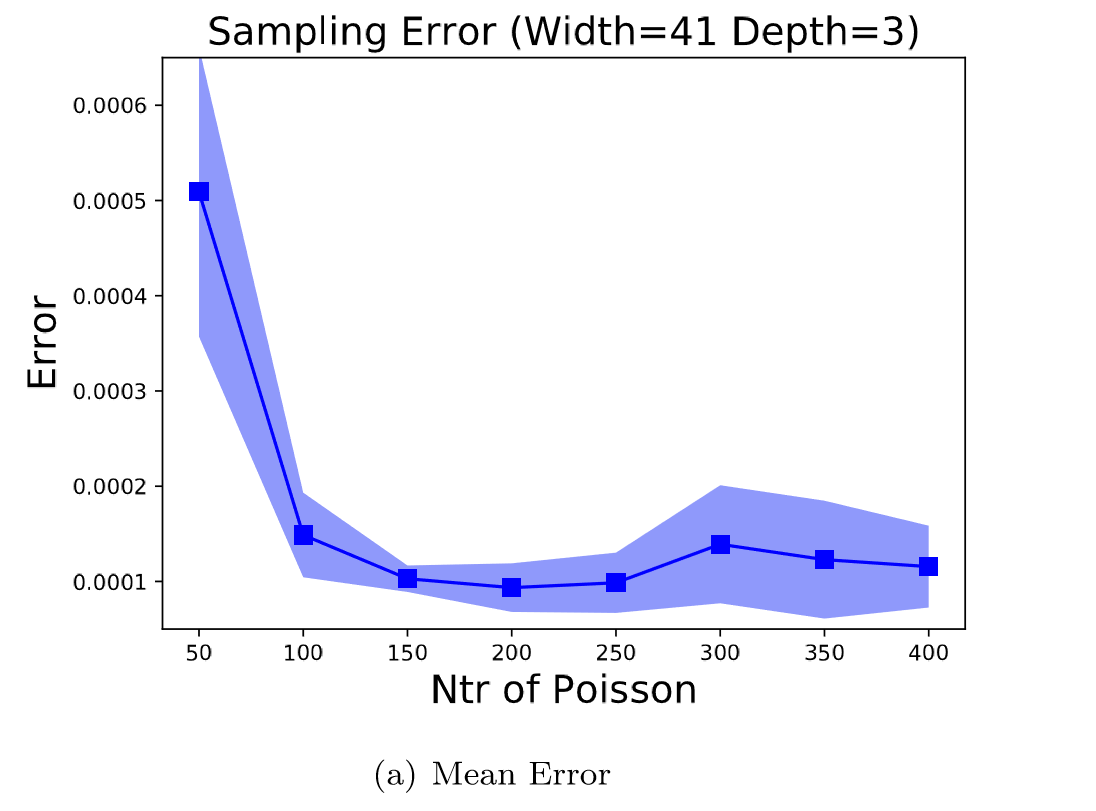 Sampling Error (Width=41 Depth=3)
0.0006
0.0005
0.0004
0.0003
0.0002
0.0001
Error
50 100 150 200 250 300 350 400
Ntr of Poisson
(a) Mean Error